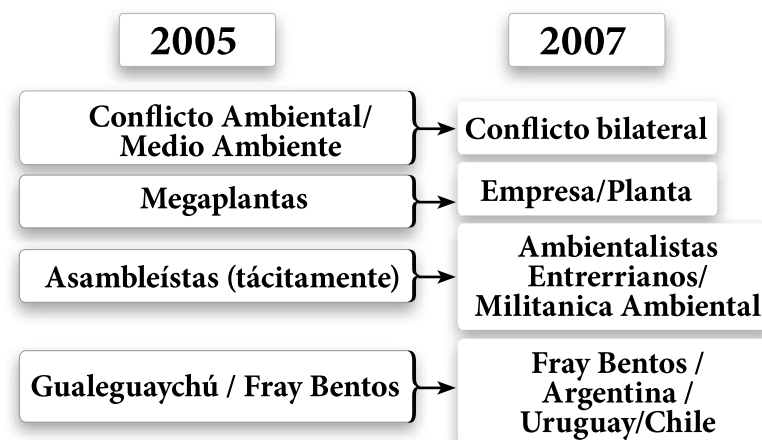 2005
2007
Conflicto Ambiental/
Medio Ambiente
Conflicto bilateral
Megaplantas
Empresa/Planta
Asambleístas (tácitamente)
Ambientalistas
Entrerrianos/
Militanica Ambiental
Gualeguaychú / Fray Bentos
Fray Bentos /
Argentina /
Uruguay/Chile